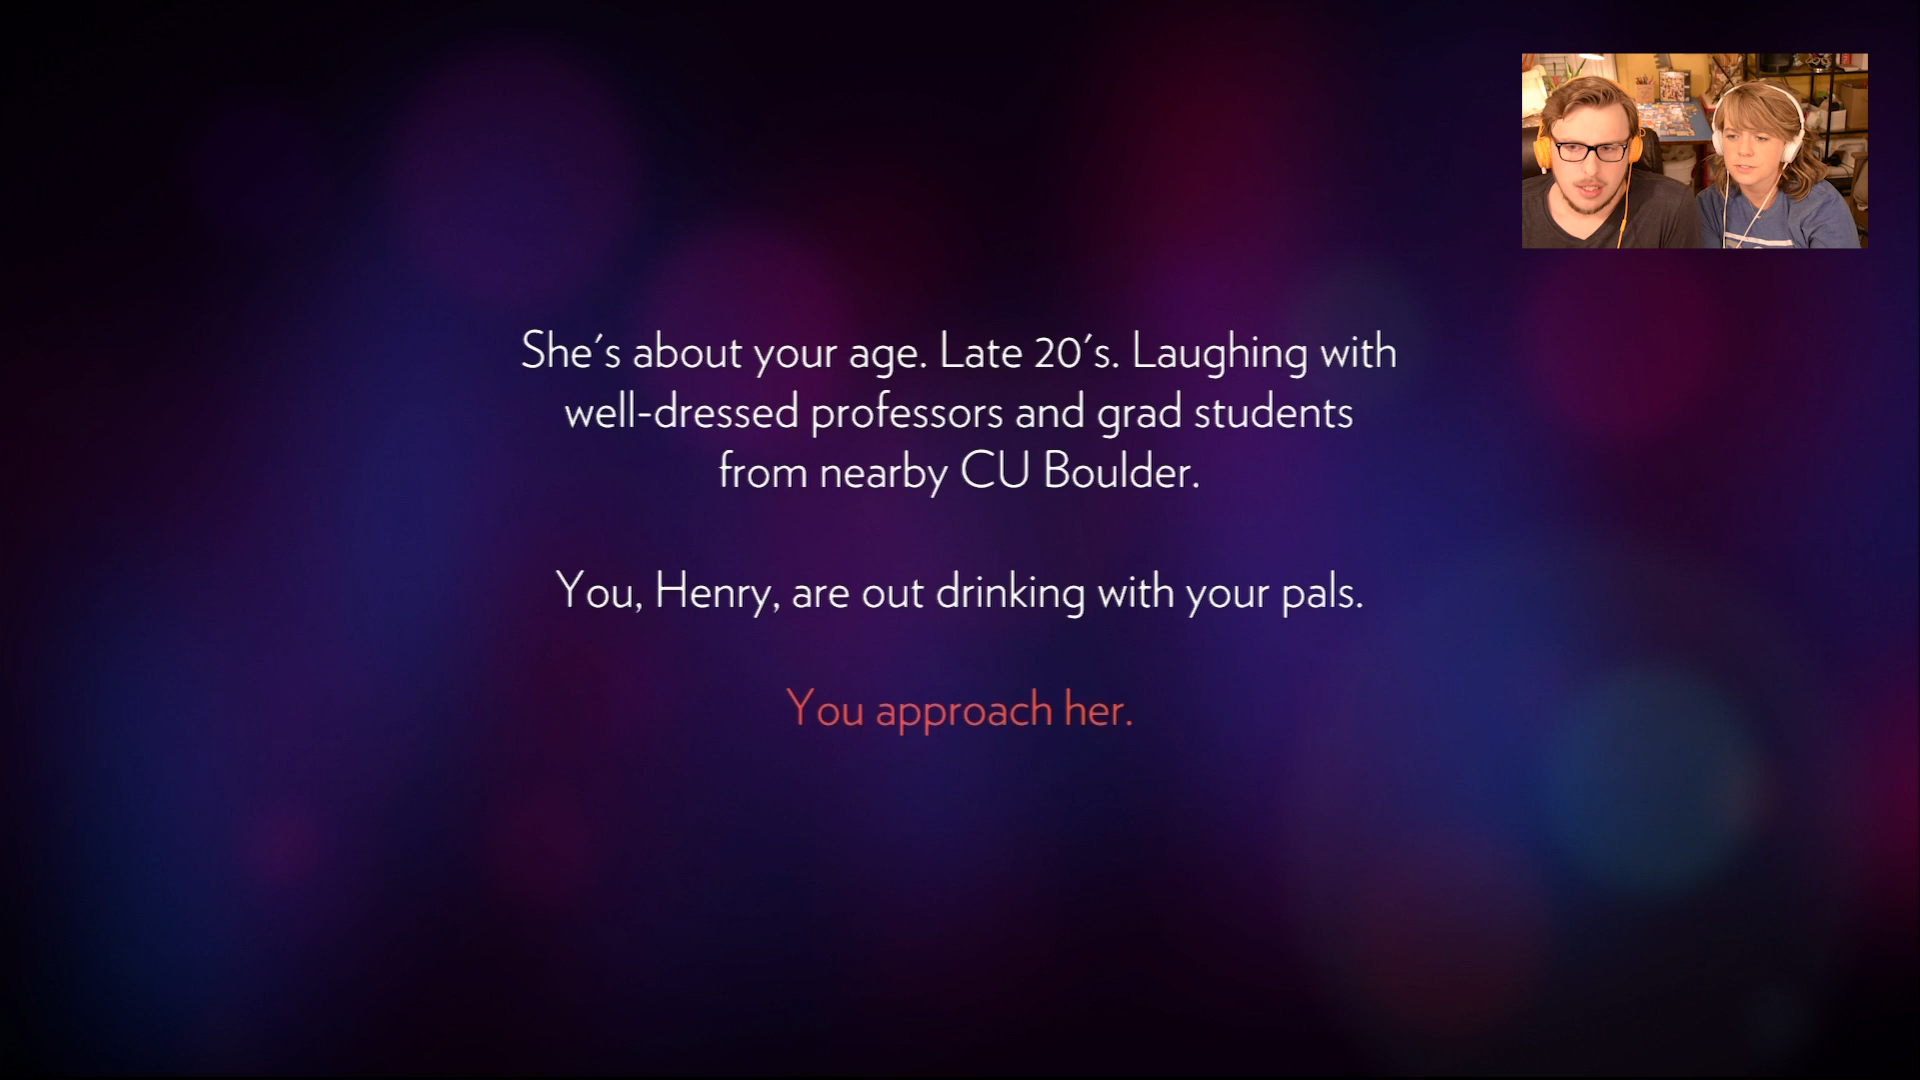 She's about your age. Late 20's. Laughing with
well-dressed professors and grad students
from nearby CU Boulder.
You, Henry, are out drinking with your pals.
You approach her.